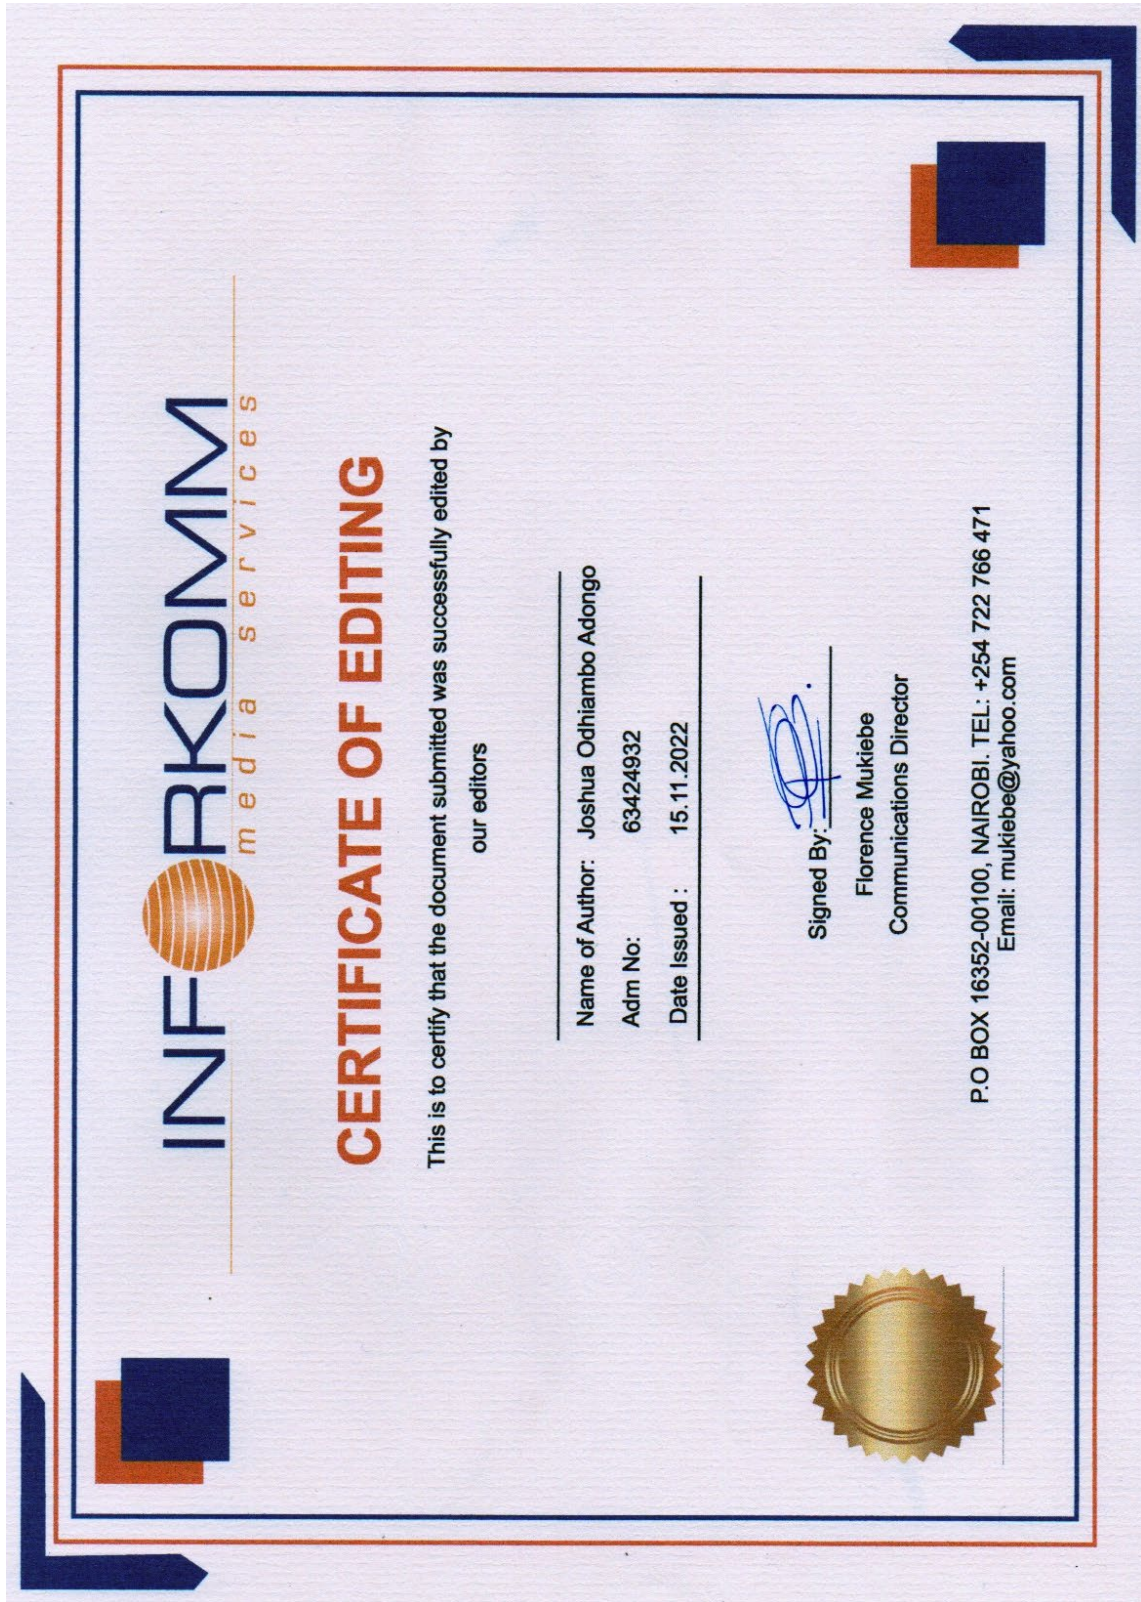 INFORKOMM
media services
CERTIFICATE OF EDITING
This is to certify that the document submitted was successfully edited by
our editors
Name of Author: Joshua Odhiambo Adongo
Adm No: 63424932
Date Issued : 15.11.2022
Signed By:
Florence Mukiebe
Communications Director
P.O BOX 16352-00100, NAIROBI. TEL: +254 722 766 471
Email: mukiebe@yahoo.com